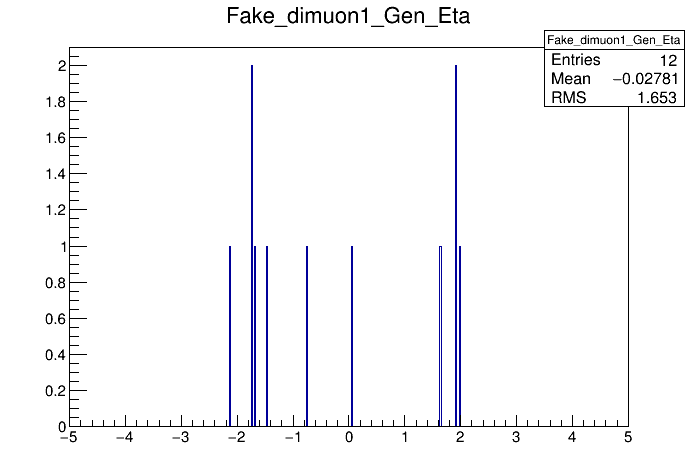 Fake_dimuon1_Gen_Eta
Fake_dimuon1_Gen_Eta
Entries 12
Mean −0.02781
RMS 1.653
2
1.8
1.6
1.4
1.2
1
0.8
0.6
0.4
0.2
0
−5 −4 −3 −2 −1 0 1 2 3 4 5